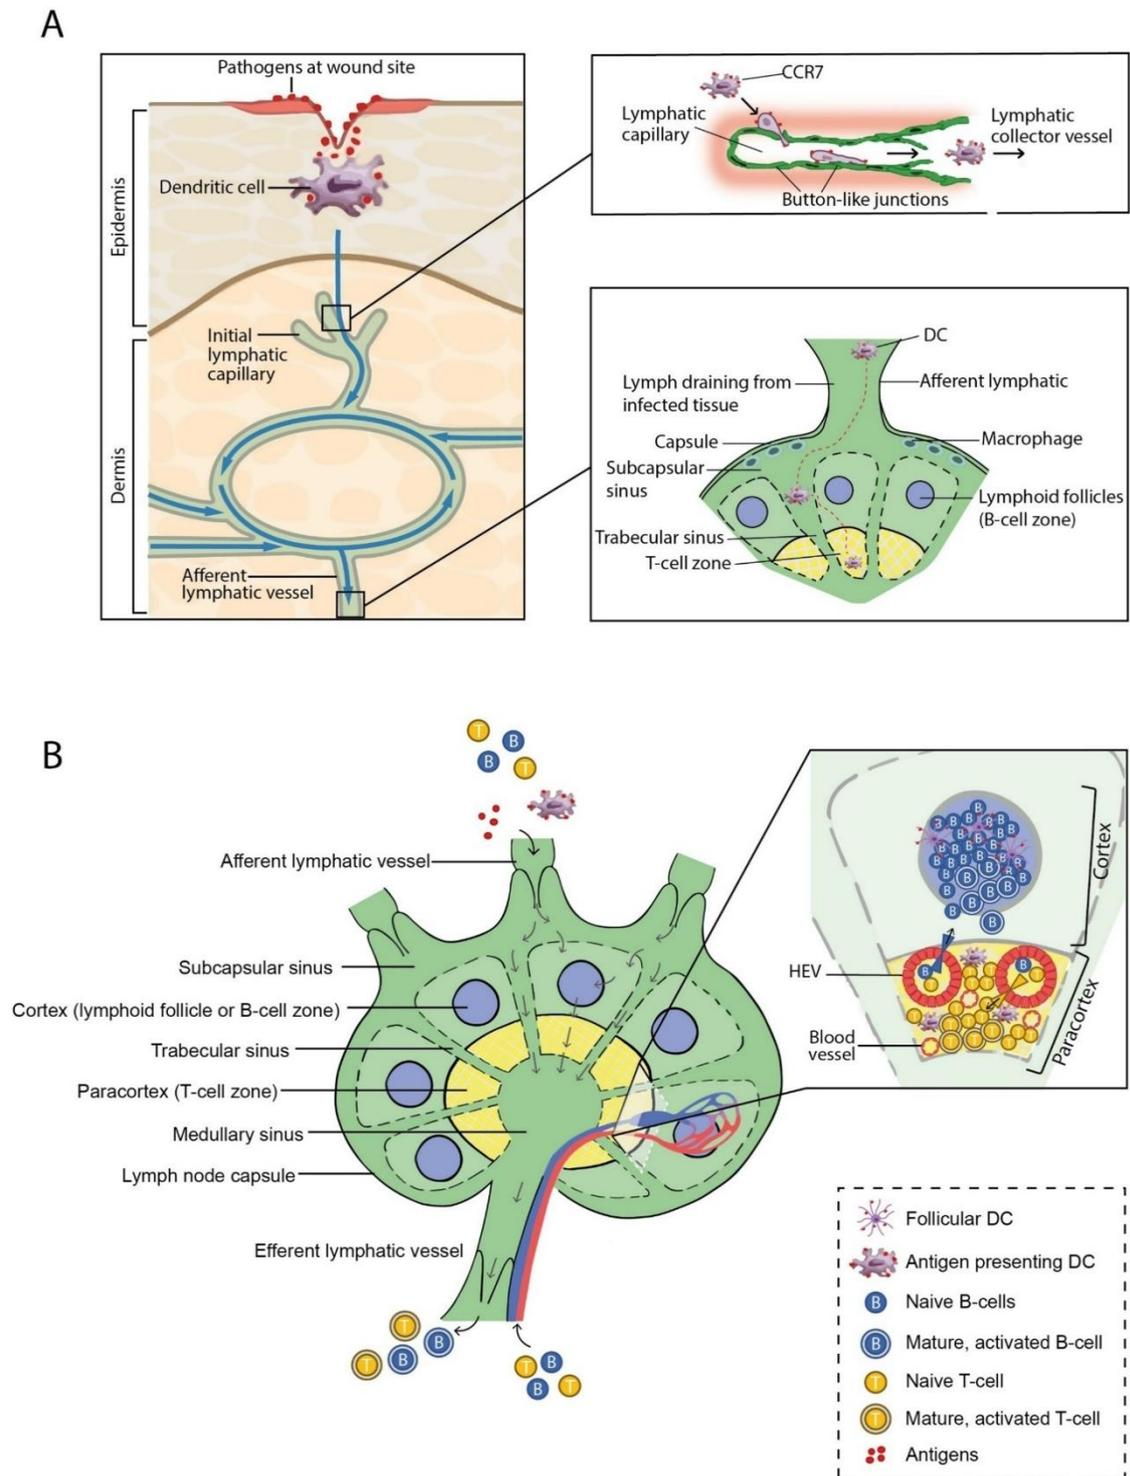 A
Pathogens at wound site
Dendritic cell
Epidermis
Initial
lymphatic
capillary
Dermis
Afferent
lymphatic vessel
CCR7
Lymphatic
capillary
Lymphatic
collector vessel
Button-like junctions
DC
Lymph draining from
infected tissue
Afferent lymphatic
Capsule
Macrophage
Subcapsular
sinus
Lymphoid follicles
(B-cell zone)
Trabecular sinus
T-cell zone
B
T
B
B
T
Afferent lymphatic vessel
Subcapsular sinus
Cortex (lymphoid follicle or B-cell zone)
Trabecular sinus
Paracortex (T-cell zone)
Medullary sinus
Lymph node capsule
Efferent lymphatic vessel
T
B
T
B
T
B
B
T
Cortex
HEV
Blood
vessel
Paracortex
Follicular DC
Antigen presenting DC
B Naive B-cells
B Mature, activated B-cell
T Naive T-cell
T Mature, activated T-cell
Antigens